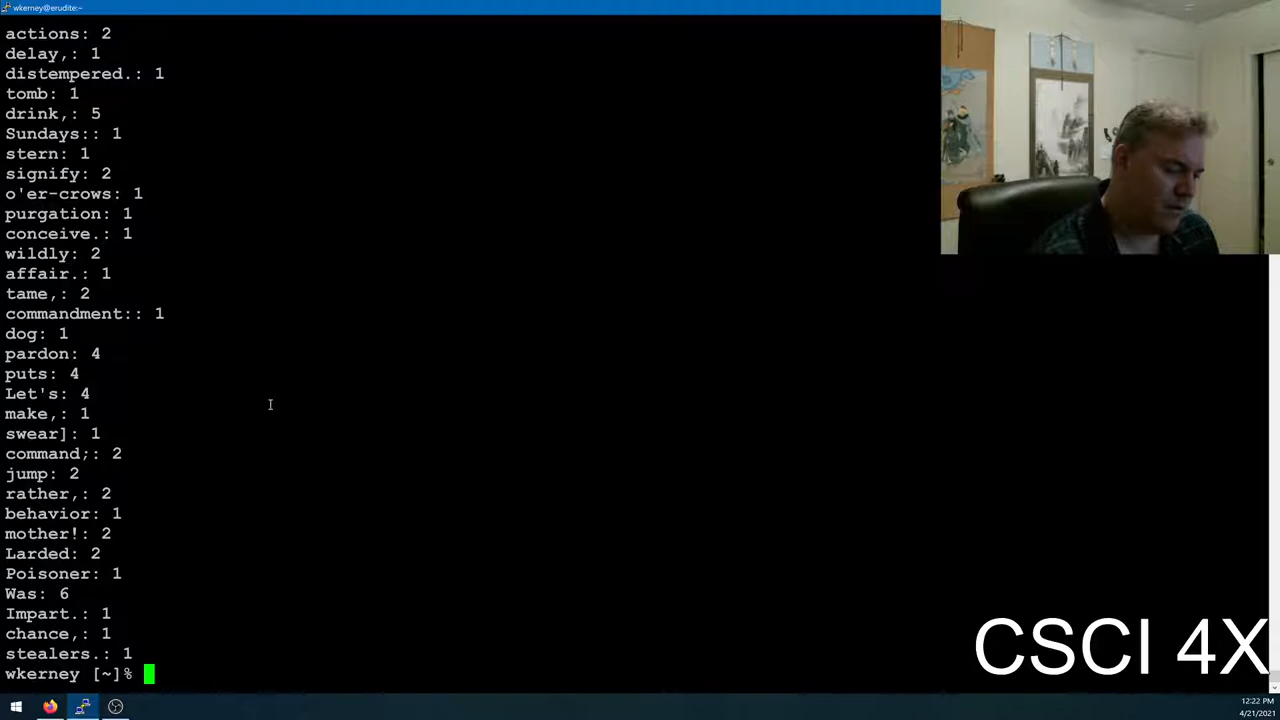 wkerney@erudite:~
actions: 2
delay,: 1
distempered.: 1
tomb: 1
drink,: 5
Sundays:: 1
stern: 1
signify: 2
o'er-crows: 1
purgation: 1
conceive.: 1
wildly: 2
affair.: 1
tame,: 2
commandment:: 1
dog: 1
pardon: 4
puts: 4
Let's: 4
make,: 1
swear]: 1
command;: 2
jump: 2
rather,: 2
behavior: 1
mother!: 2
Larded: 2
Poisoner: 1
Was: 6
Impart.: 1
chance,: 1
stealers.: 1
wkerney [~]%
CSCI 4X
12:22 PM
4/21/2021